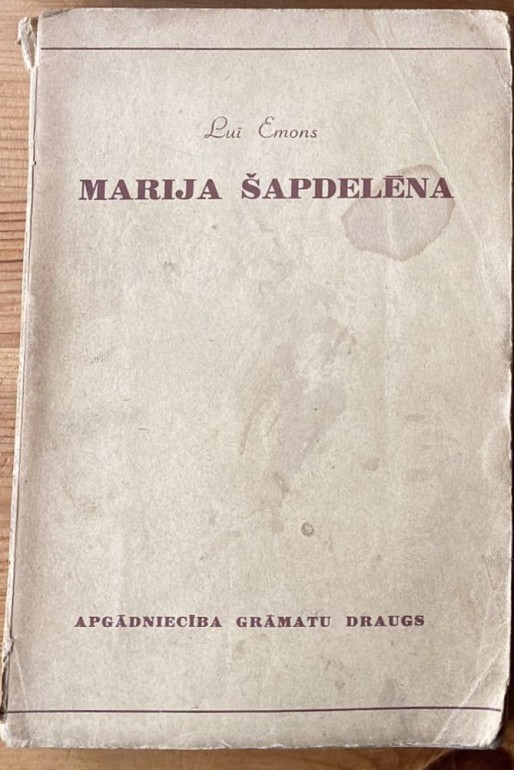 Luī Emons
MARIJA ŠAPDELĒNA
APGĀDNIECĪBA GRĀMATU DRAUGS